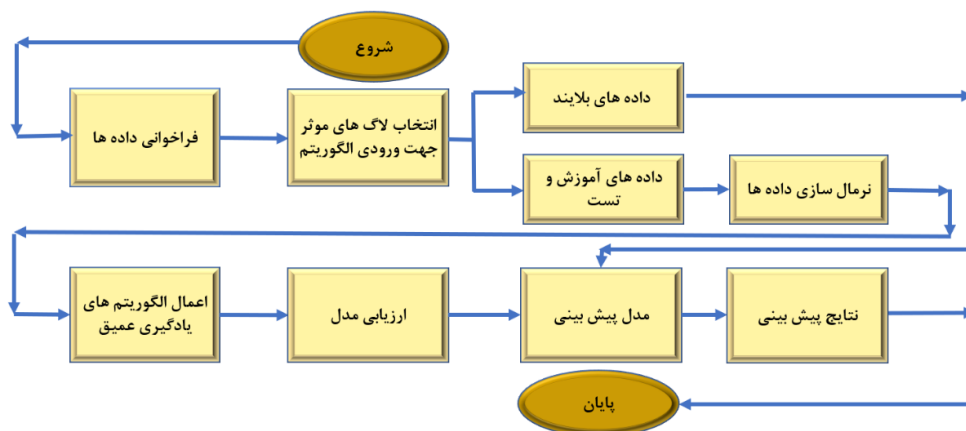 شروع
فراخوانی داده ها
انتخاب لاگ های موثر
جهت ورودی الگوریتم
داده های بلایند
داده های آموزش و
تست
نرمال سازی داده ها
اعمال الگوریتم های
یادگیری عمیق
ارزیابی مدل
مدل پیش بینی
نتایج پیش بینی
پایان